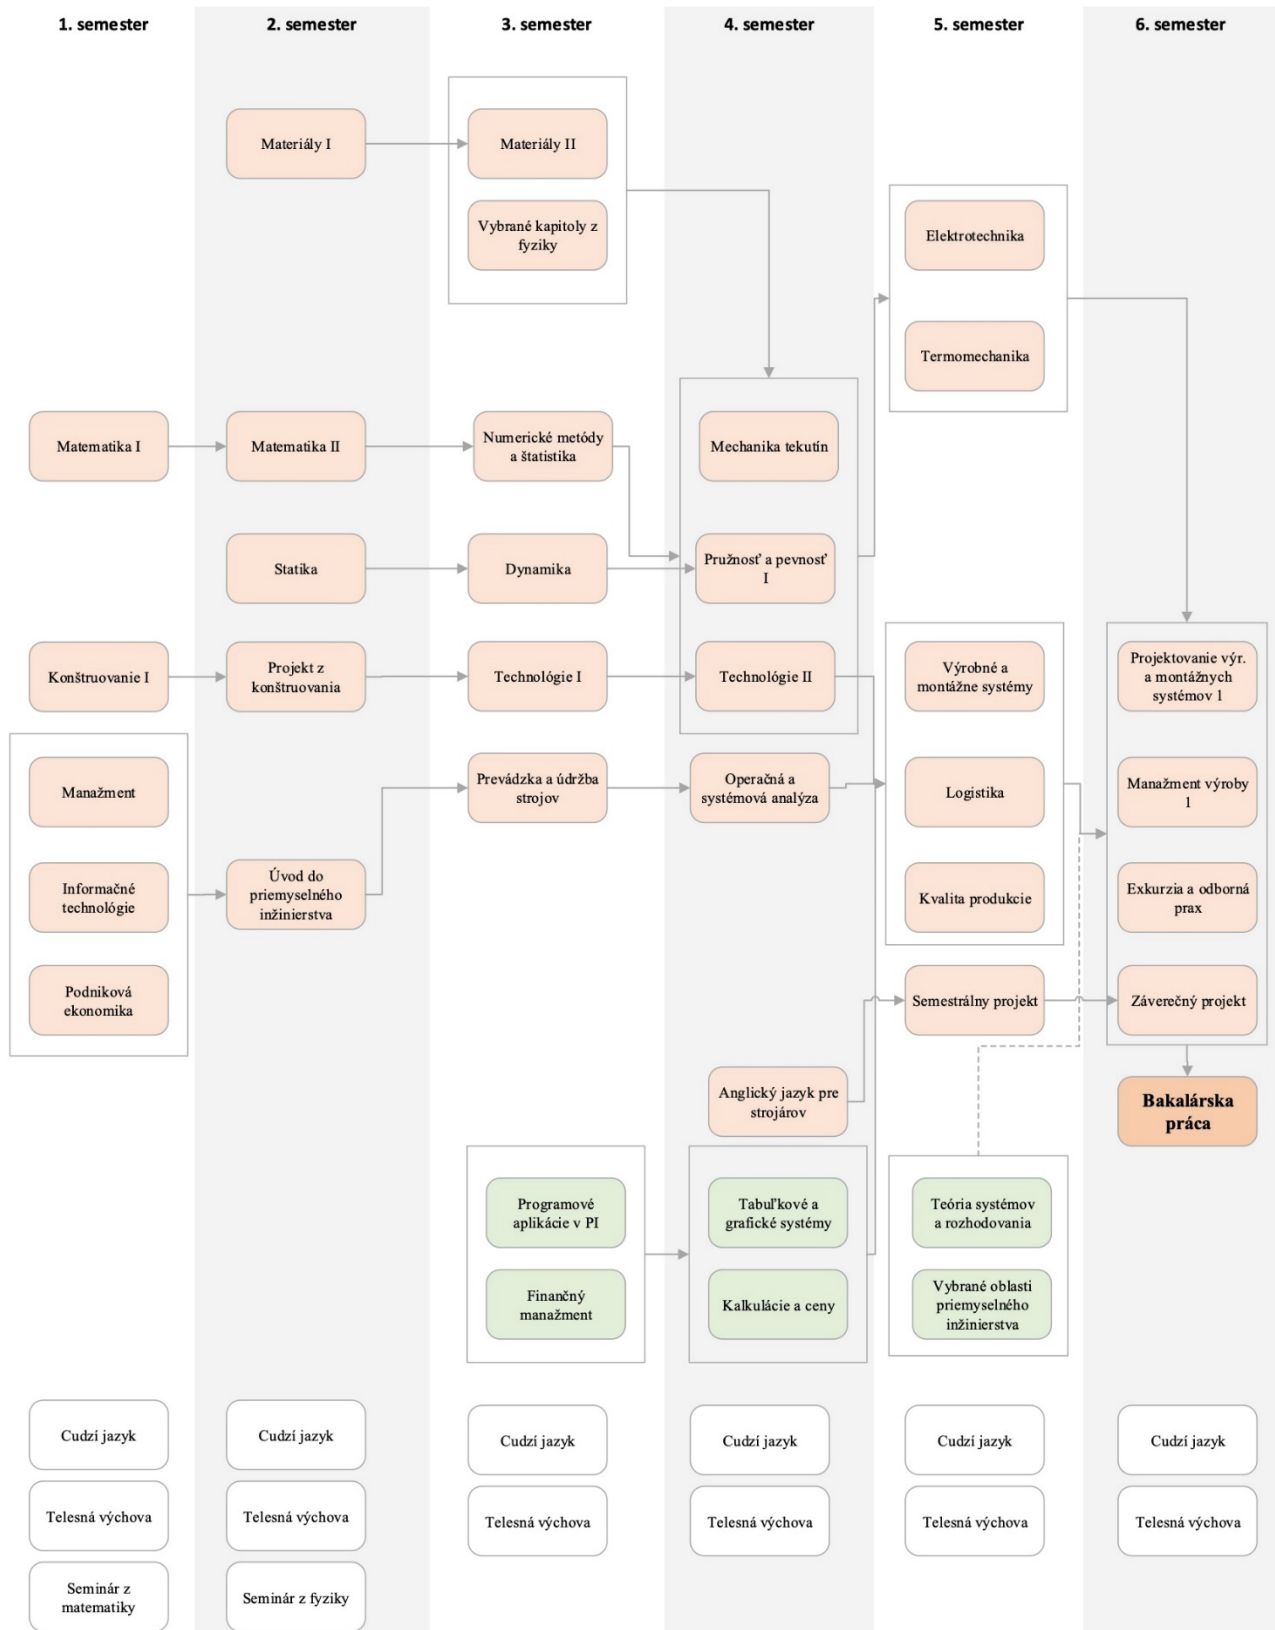 1. semester
2. semester
3. semester
4. semester
5. semester
6. semester
Materiály I
Materiály II
Vybrané kapitoly z
fyziky
Elektrotechnika
Termomechanika
Matematika I
Matematika II
Numerické metódy
a štatistika
Mechanika tekutín
Statika
Dynamika
Pružnosť a pevnosť
I
Konštruovanie I
Projekt z
konštruovania
Technológie I
Technológie II
Výrobné a
montážne systémy
Projektovanie výr.
a montážnych
systémov 1
Manažment
Prevádzka a údržba
strojov
Operačná a
systémová analýza
Logistika
Manažment výroby
1
Informačné
technológie
Úvod do
priemyselného
inžinierstva
Kvalita produkcie
Exkurzia a odborná
prax
Podniková
ekonomika
Semestrálny projekt
Záverečný projekt
Anglický jazyk pre
strojárov
Bakalárska
práca
Programové
aplikácie v PI
Tabuľkové a
grafické systémy
Teória systémov
a rozhodovania
Finančný
manažment
Kalkulácie a ceny
Vybrané oblasti
priemyselného
inžinierstva
Cudzí jazyk
Cudzí jazyk
Cudzí jazyk
Cudzí jazyk
Cudzí jazyk
Cudzí jazyk
Telesná výchova
Telesná výchova
Telesná výchova
Telesná výchova
Telesná výchova
Telesná výchova
Seminár z
matematiky
Seminár z fyziky